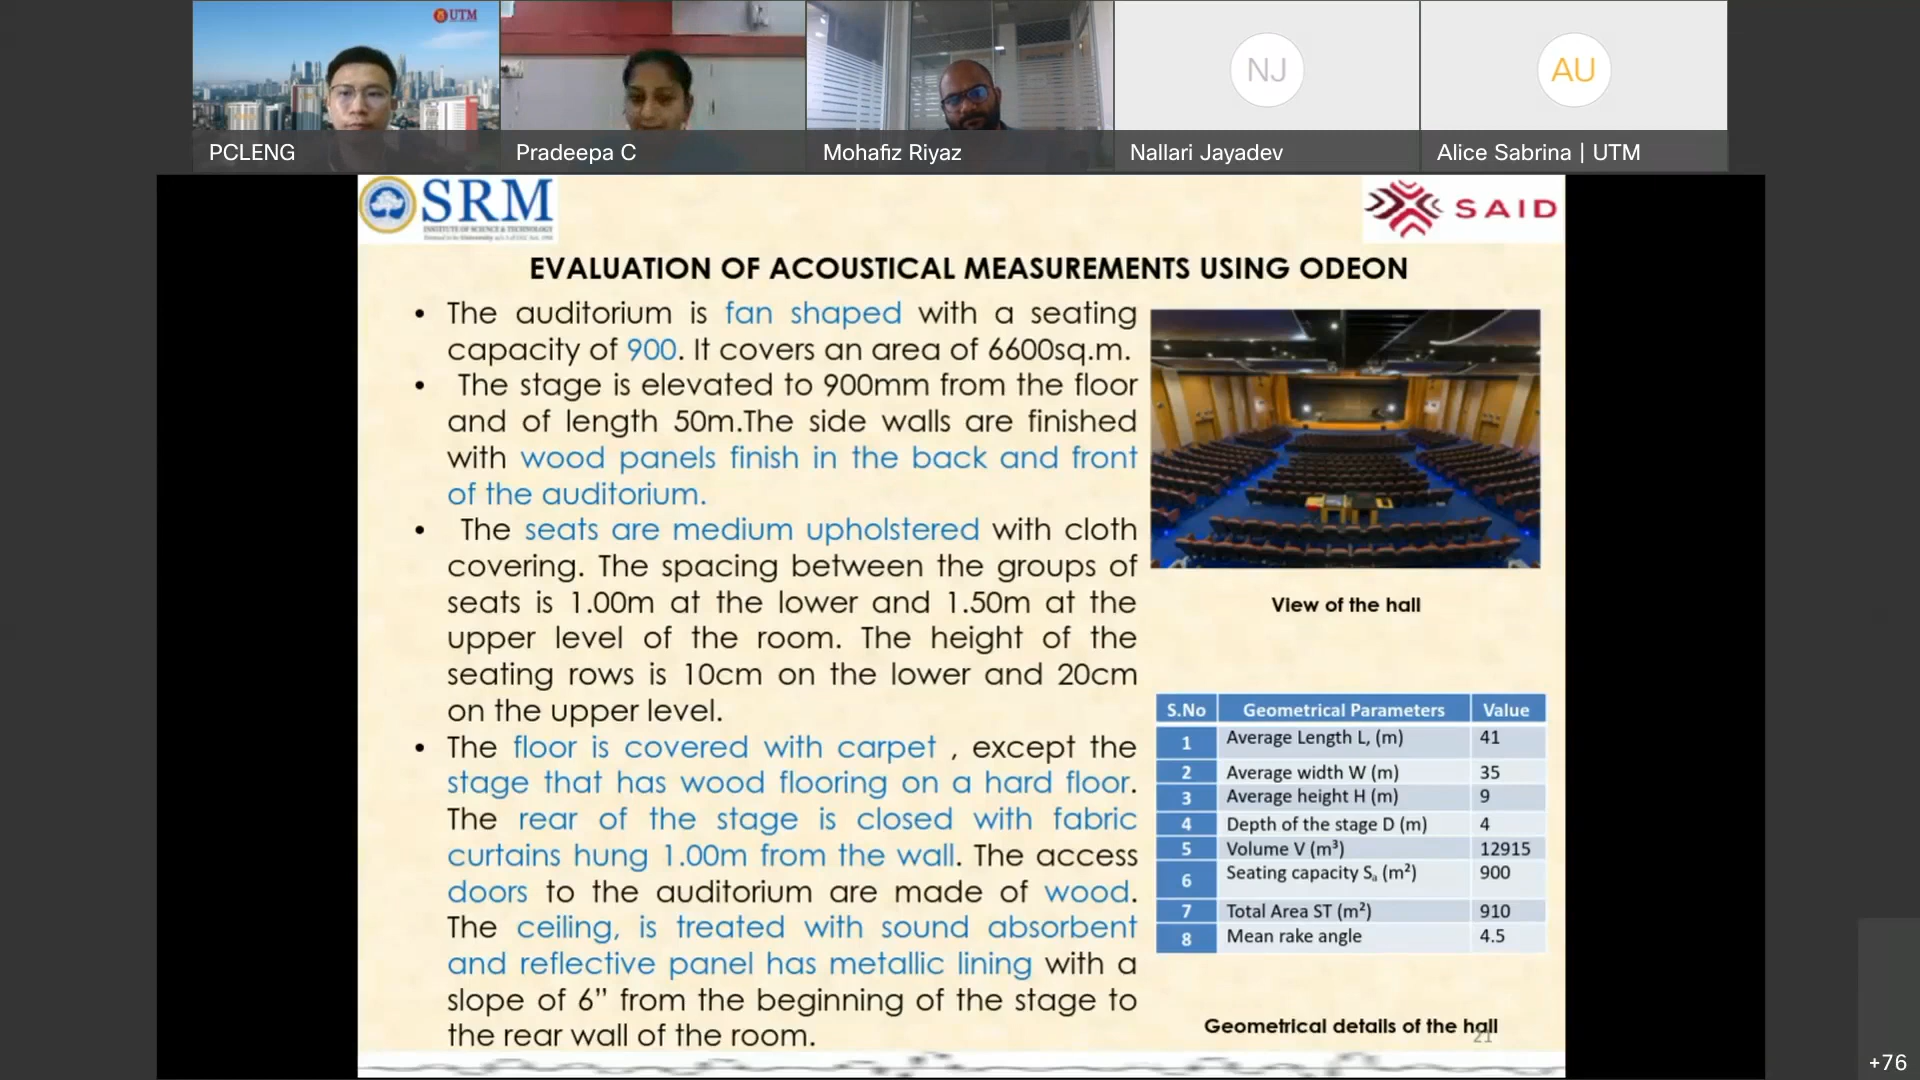 UTM
PCLENG
Pradeepa C
Mohafiz Riyaz
NJ
Nallari Jayadev
AU
Alice Sabrina | UTM
SRM
INSTITUTE OF SCIENCE & TECHNOLOGY
SAID
EVALUATION OF ACOUSTICAL MEASUREMENTS USING ODEON
• The auditorium is fan shaped with a seating
capacity of 900. It covers an area of 6600sq.m.
• The stage is elevated to 900mm from the floor
and of length 50m.The side walls are finished
with wood panels finish in the back and front
of the auditorium.
• The seats are medium upholstered with cloth
covering. The spacing between the groups of
seats is 1.00m at the lower and 1.50m at the
upper level of the room. The height of the
seating rows is 10cm on the lower and 20cm
on the upper level.
• The floor is covered with carpet , except the
stage that has wood flooring on a hard floor.
The rear of the stage is closed with fabric
curtains hung 1.00m from the wall. The access
doors to the auditorium are made of wood.
The ceiling, is treated with sound absorbent
and reflective panel has metallic lining with a
slope of 6” from the beginning of the stage to
the rear wall of the room.
View of the hall
S.No Geometrical Parameters Value
1 Average Length L, (m) 41
2 Average width W (m) 35
3 Average height H (m) 9
4 Depth of the stage D (m) 4
5 Volume V (m³) 12915
6 Seating capacity Sₐ (m²) 900
7 Total Area ST (m²) 910
8 Mean rake angle 4.5
Geometrical details of the hall
21
+76